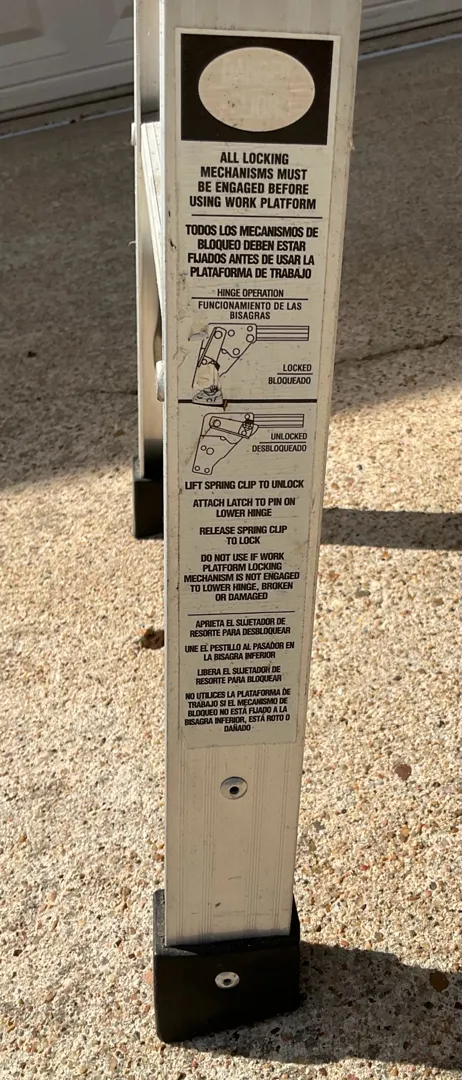 ALL LOCKING
MECHANISMS MUST
BE ENGAGED BEFORE
USING WORK PLATFORM
TODOS LOS MECANISMOS DE
BLOQUEO DEBEN ESTAR
FIJADOS ANTES DE USAR LA
PLATAFORMA DE TRABAJO
HINGE OPERATION
FUNCIONAMIENTO DE LAS
BISAGRAS
LOCKED
BLOQUEADO
UNLOCKED
DESBLOQUEADO
LIFT SPRING CLIP TO UNLOCK
ATTACH LATCH TO PIN ON
LOWER HINGE
RELEASE SPRING CLIP
TO LOCK
DO NOT USE IF WORK
PLATFORM LOCKING
MECHANISM IS NOT ENGAGED
TO LOWER HINGE, BROKEN
OR DAMAGED
APRIETA EL SUJETADOR DE
RESORTE PARA DESBLOQUEAR
UNE EL PESTILLO AL PASADOR EN
LA BISAGRA INFERIOR
LIBERA EL SUJETADOR DE
RESORTE PARA BLOQUEAR
NO UTILICES LA PLATAFORMA DE
TRABAJO SI EL MECANISMO DE
BLOQUEO NO ESTÁ FIJADO A LA
BISAGRA INFERIOR, ESTÁ ROTO O
DAÑADO